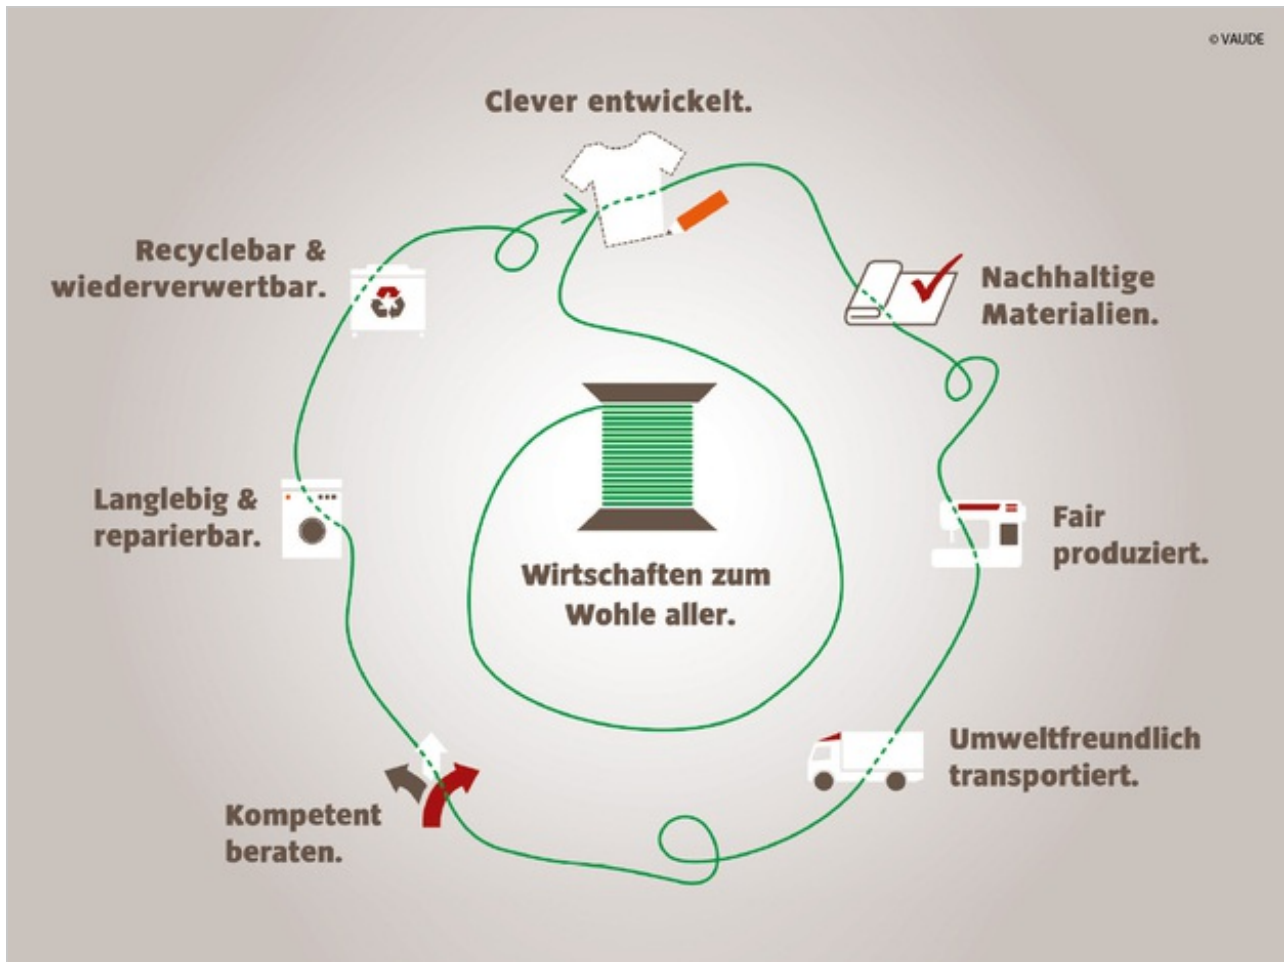 © VAUDE
Clever entwickelt.
Recyclebar &
wiederverwertbar.
Nachhaltige
Materialien.
Langlebig &
reparierbar.
Fair
produziert.
Wirtschaften zum
Wohle aller.
Umweltfreundlich
transportiert.
Kompetent
beraten.